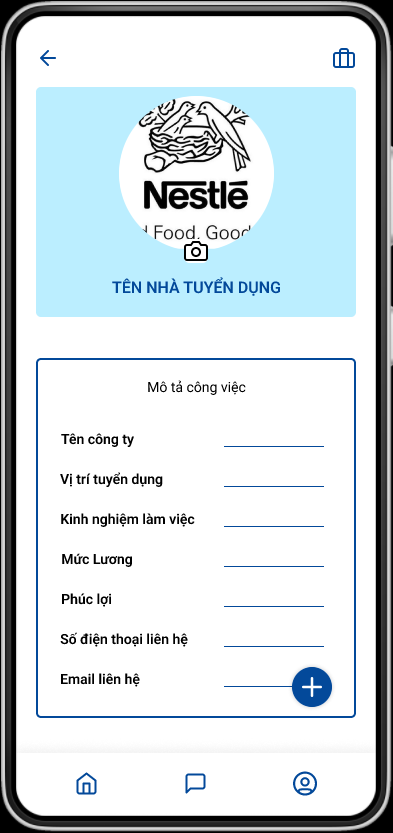 Nestlé
d Food, Good
TÊN NHÀ TUYỂN DỤNG
Mô tả công việc
Tên công ty
Vị trí tuyển dụng
Kinh nghiệm làm việc
Mức Lương
Phúc lợi
Số điện thoại liên hệ
Email liên hệ